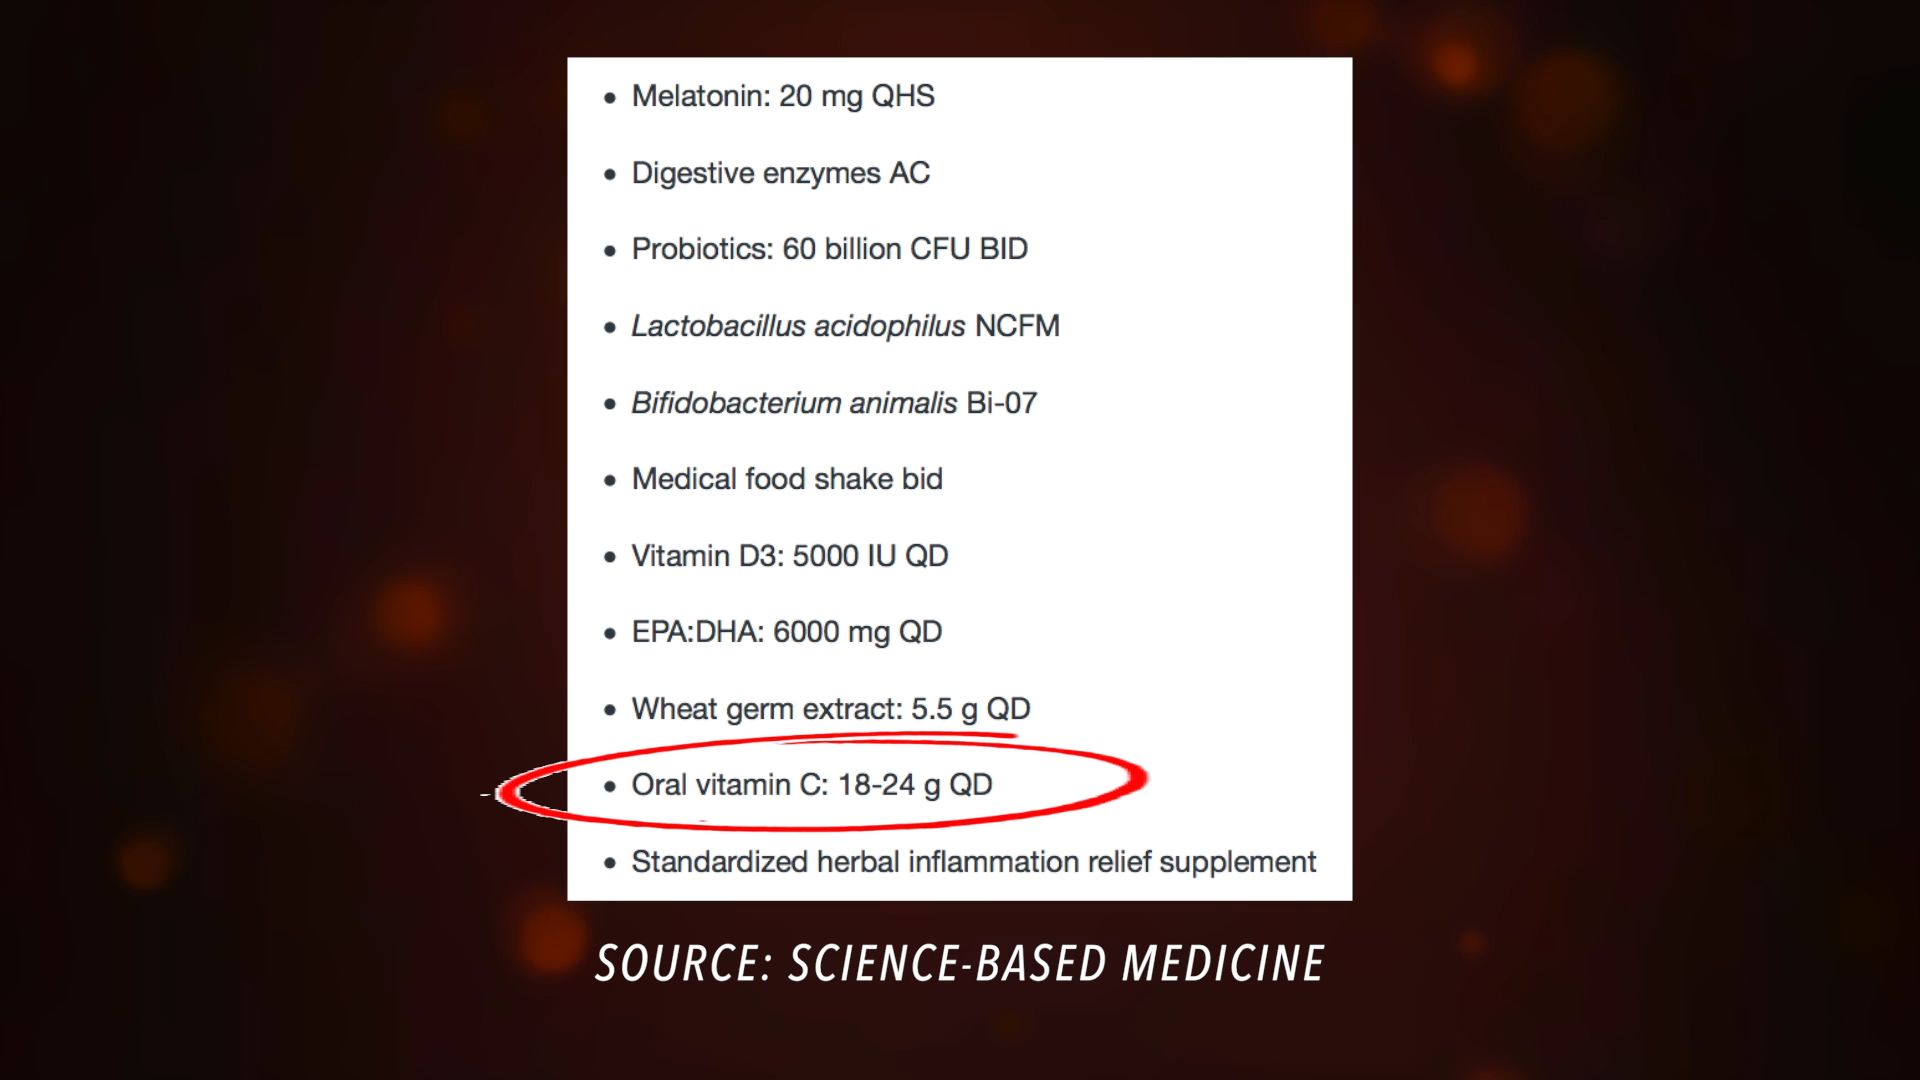 • Melatonin: 20 mg QHS
• Digestive enzymes AC
• Probiotics: 60 billion CFU BID
• Lactobacillus acidophilus NCFM
• Bifidobacterium animalis Bi-07
• Medical food shake bid
• Vitamin D3: 5000 IU QD
• EPA:DHA: 6000 mg QD
• Wheat germ extract: 5.5 g QD
• Oral vitamin C: 18-24 g QD
• Standardized herbal inflammation relief supplement
SOURCE: SCIENCE-BASED MEDICINE